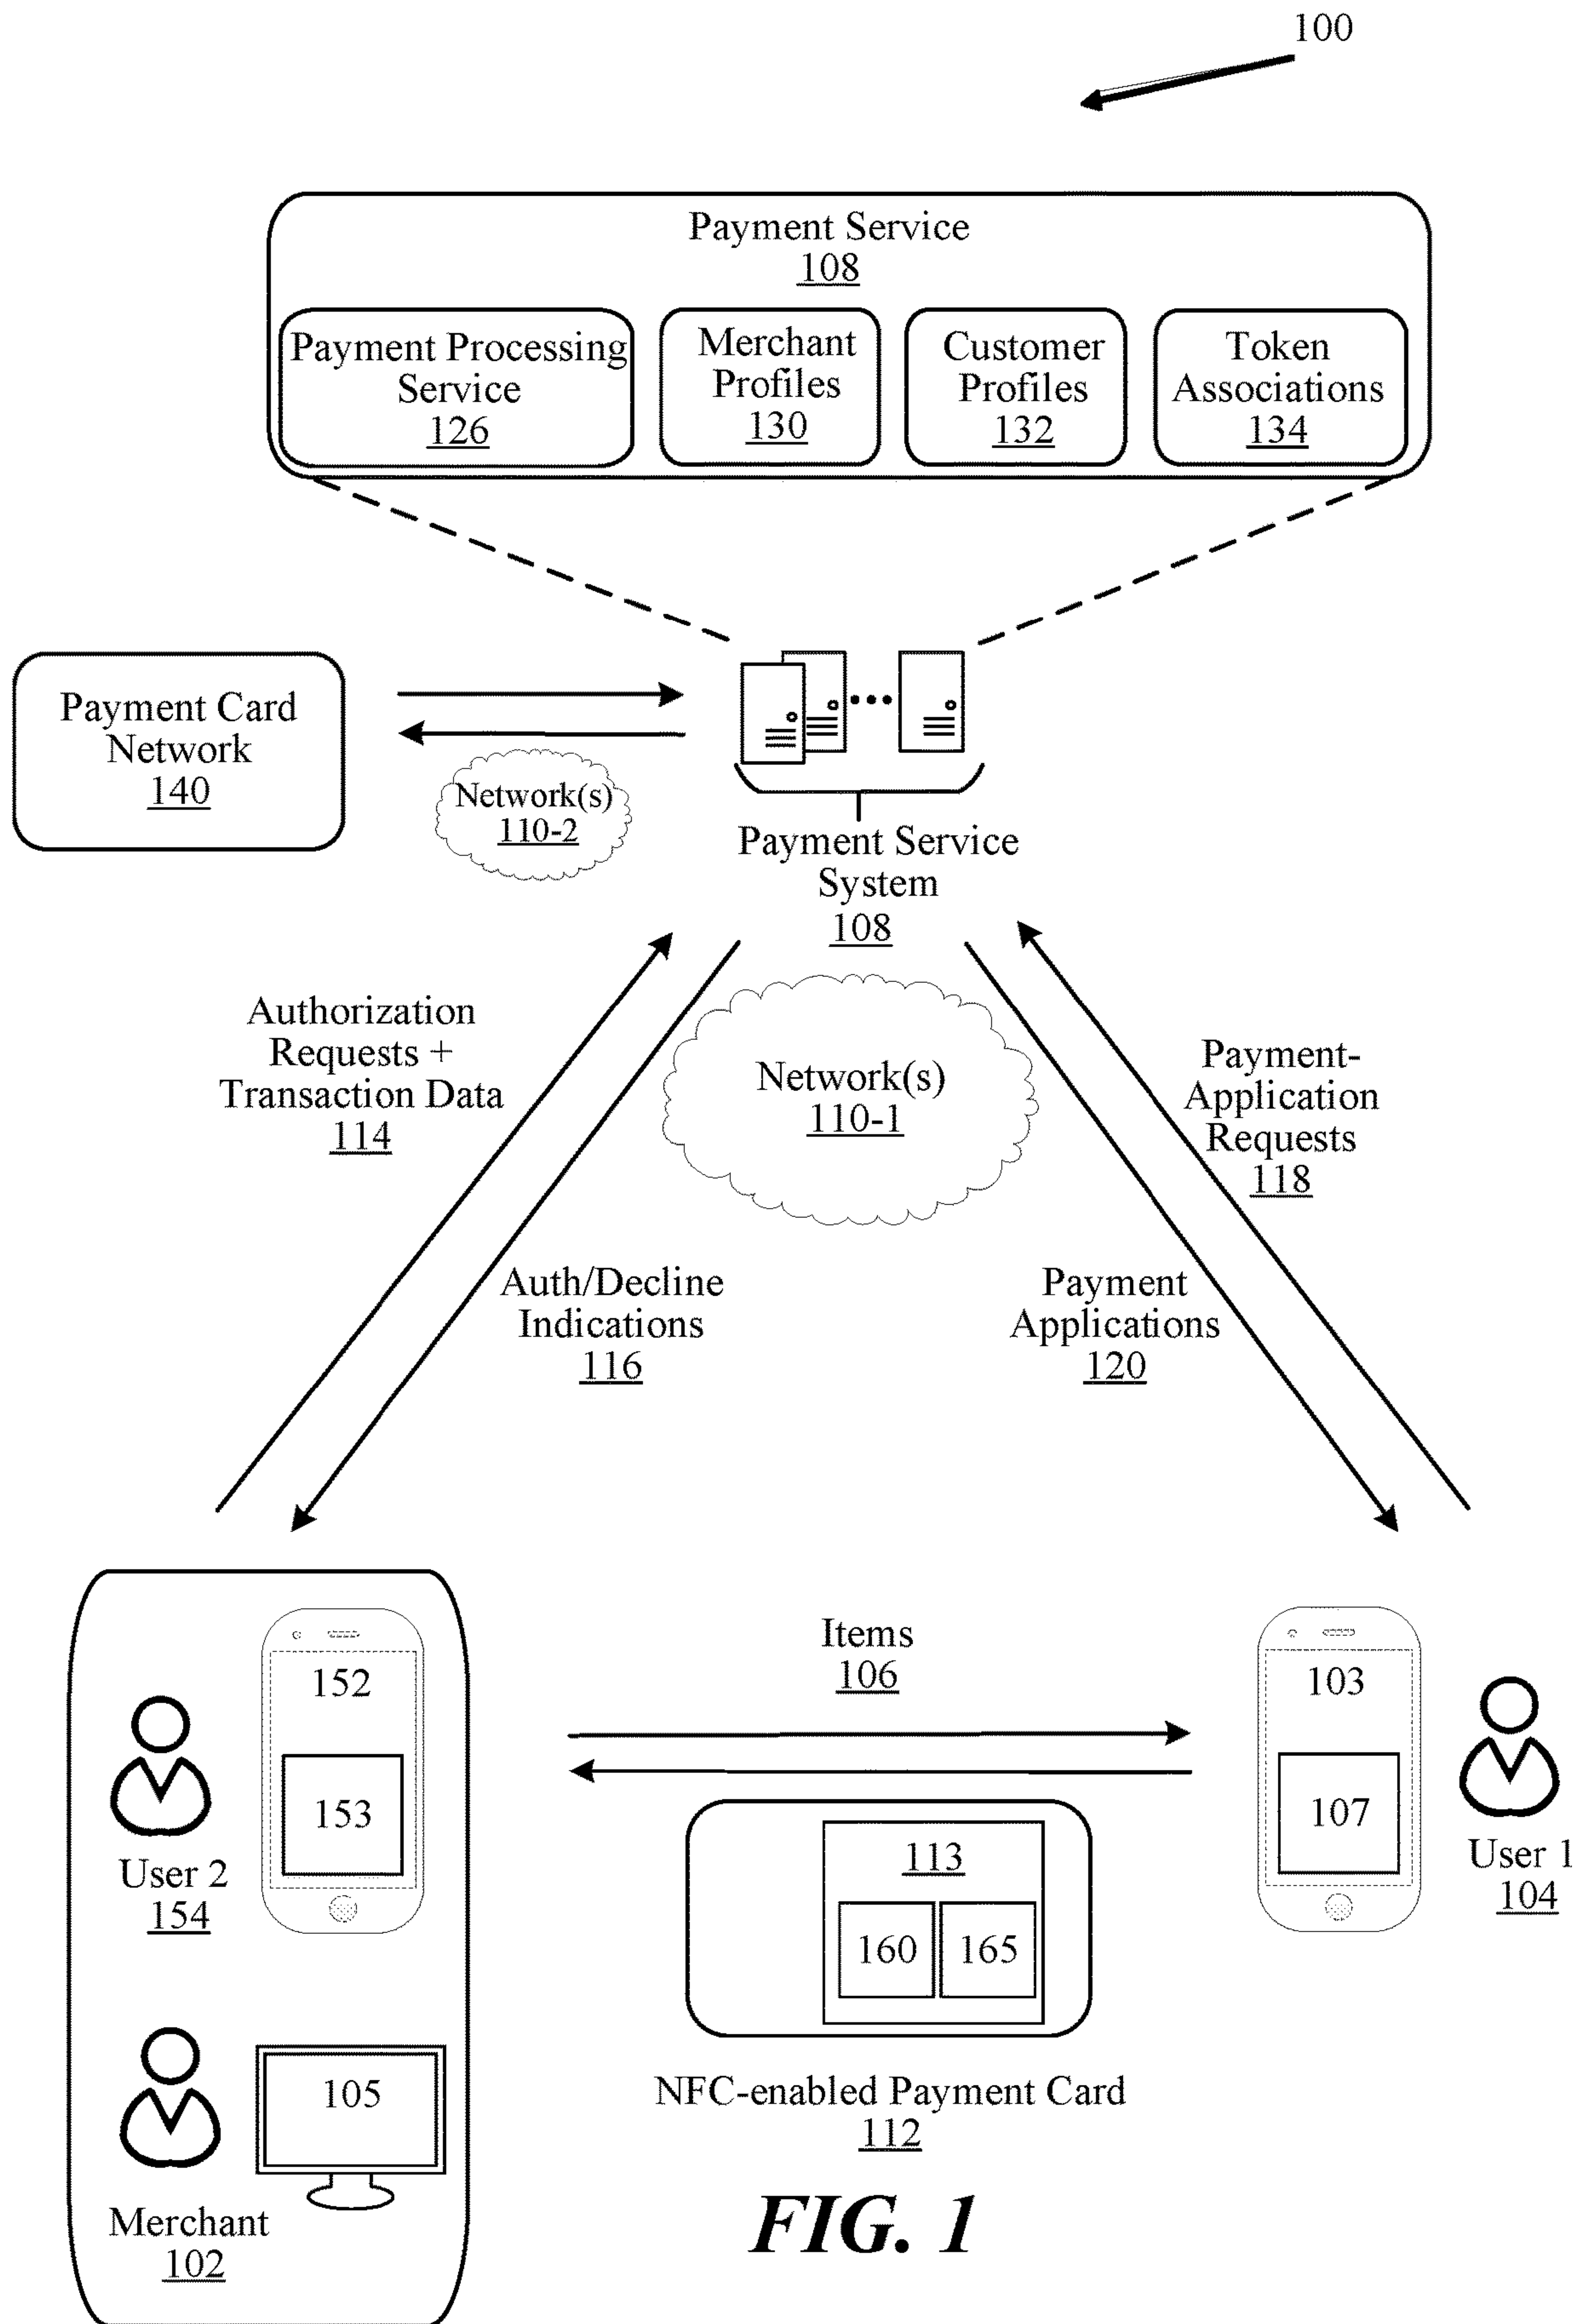 100
Payment Service
108
Payment Processing
Service
126
Merchant
Profiles
130
Customer
Profiles
132
Token
Associations
134
Payment Card
Network
140
Network(s)
110-2
Payment Service
System
108
Authorization
Requests +
Transaction Data
114
Network(s)
110-1
Payment-
Application
Requests
118
Auth/Decline
Indications
116
Payment
Applications
120
Items
106
152
153
User 2
154
103
107
User 1
104
113
160
165
105
Merchant
102
NFC-enabled Payment Card
112
FIG. 1